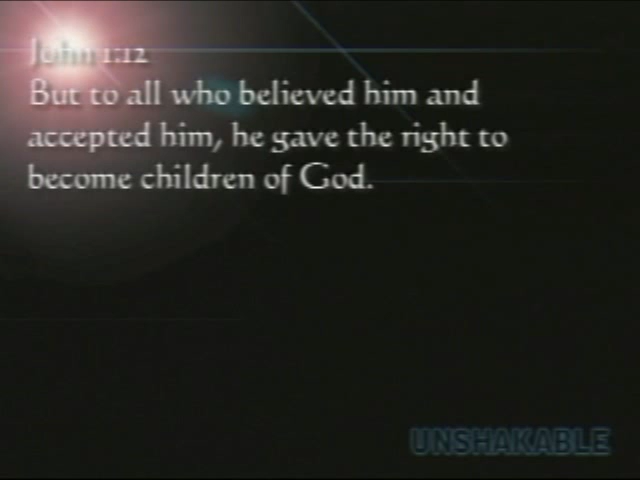 John 1:12
But to all who believed him and
accepted him, he gave the right to
become children of God.
UNSHAKABLE